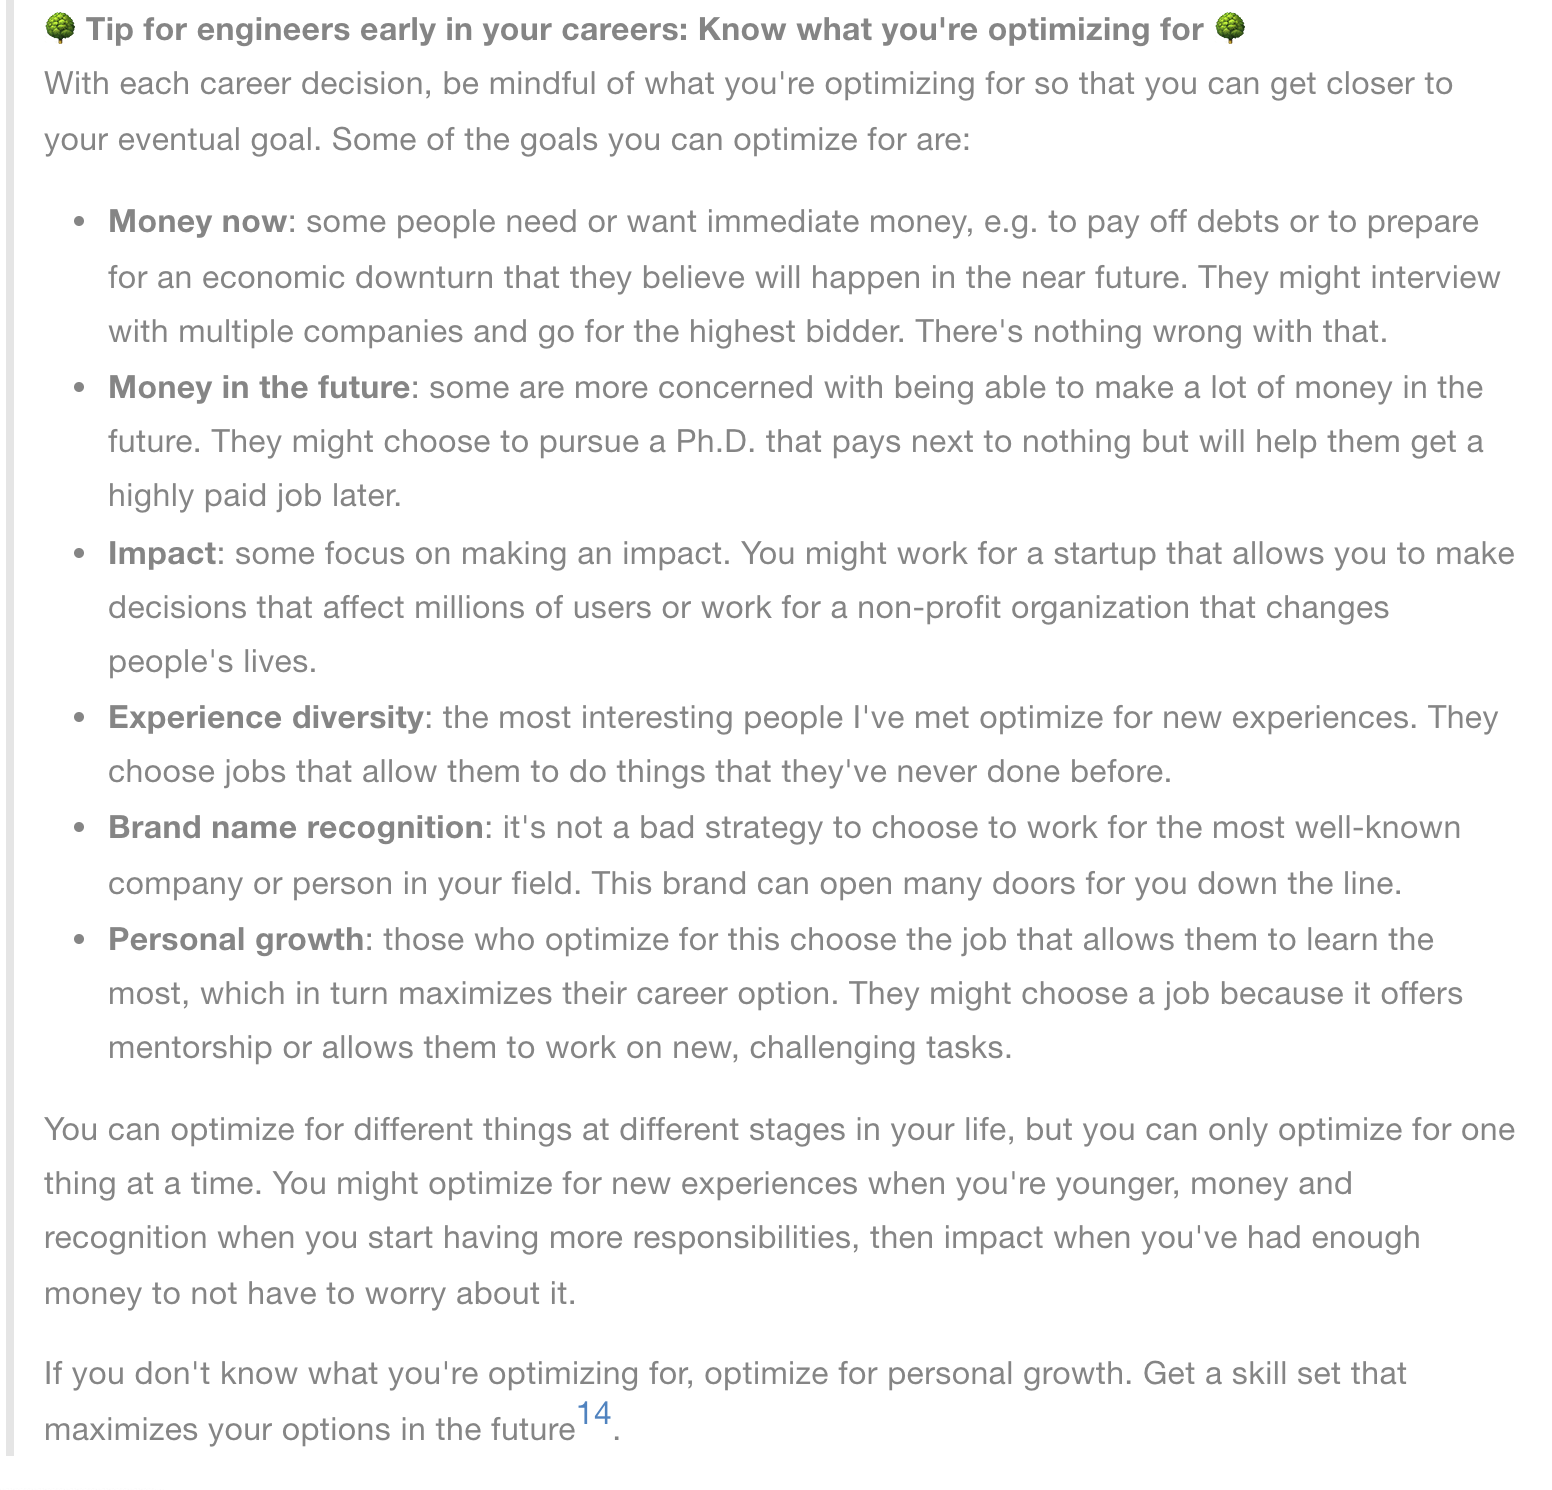 🌳 Tip for engineers early in your careers: Know what you're optimizing for 🌳
With each career decision, be mindful of what you're optimizing for so that you can get closer to
your eventual goal. Some of the goals you can optimize for are:
• Money now: some people need or want immediate money, e.g. to pay off debts or to prepare
for an economic downturn that they believe will happen in the near future. They might interview
with multiple companies and go for the highest bidder. There's nothing wrong with that.
• Money in the future: some are more concerned with being able to make a lot of money in the
future. They might choose to pursue a Ph.D. that pays next to nothing but will help them get a
highly paid job later.
• Impact: some focus on making an impact. You might work for a startup that allows you to make
decisions that affect millions of users or work for a non-profit organization that changes
people's lives.
• Experience diversity: the most interesting people I've met optimize for new experiences. They
choose jobs that allow them to do things that they've never done before.
• Brand name recognition: it's not a bad strategy to choose to work for the most well-known
company or person in your field. This brand can open many doors for you down the line.
• Personal growth: those who optimize for this choose the job that allows them to learn the
most, which in turn maximizes their career option. They might choose a job because it offers
mentorship or allows them to work on new, challenging tasks.
You can optimize for different things at different stages in your life, but you can only optimize for one
thing at a time. You might optimize for new experiences when you're younger, money and
recognition when you start having more responsibilities, then impact when you've had enough
money to not have to worry about it.
If you don't know what you're optimizing for, optimize for personal growth. Get a skill set that
maximizes your options in the future14.